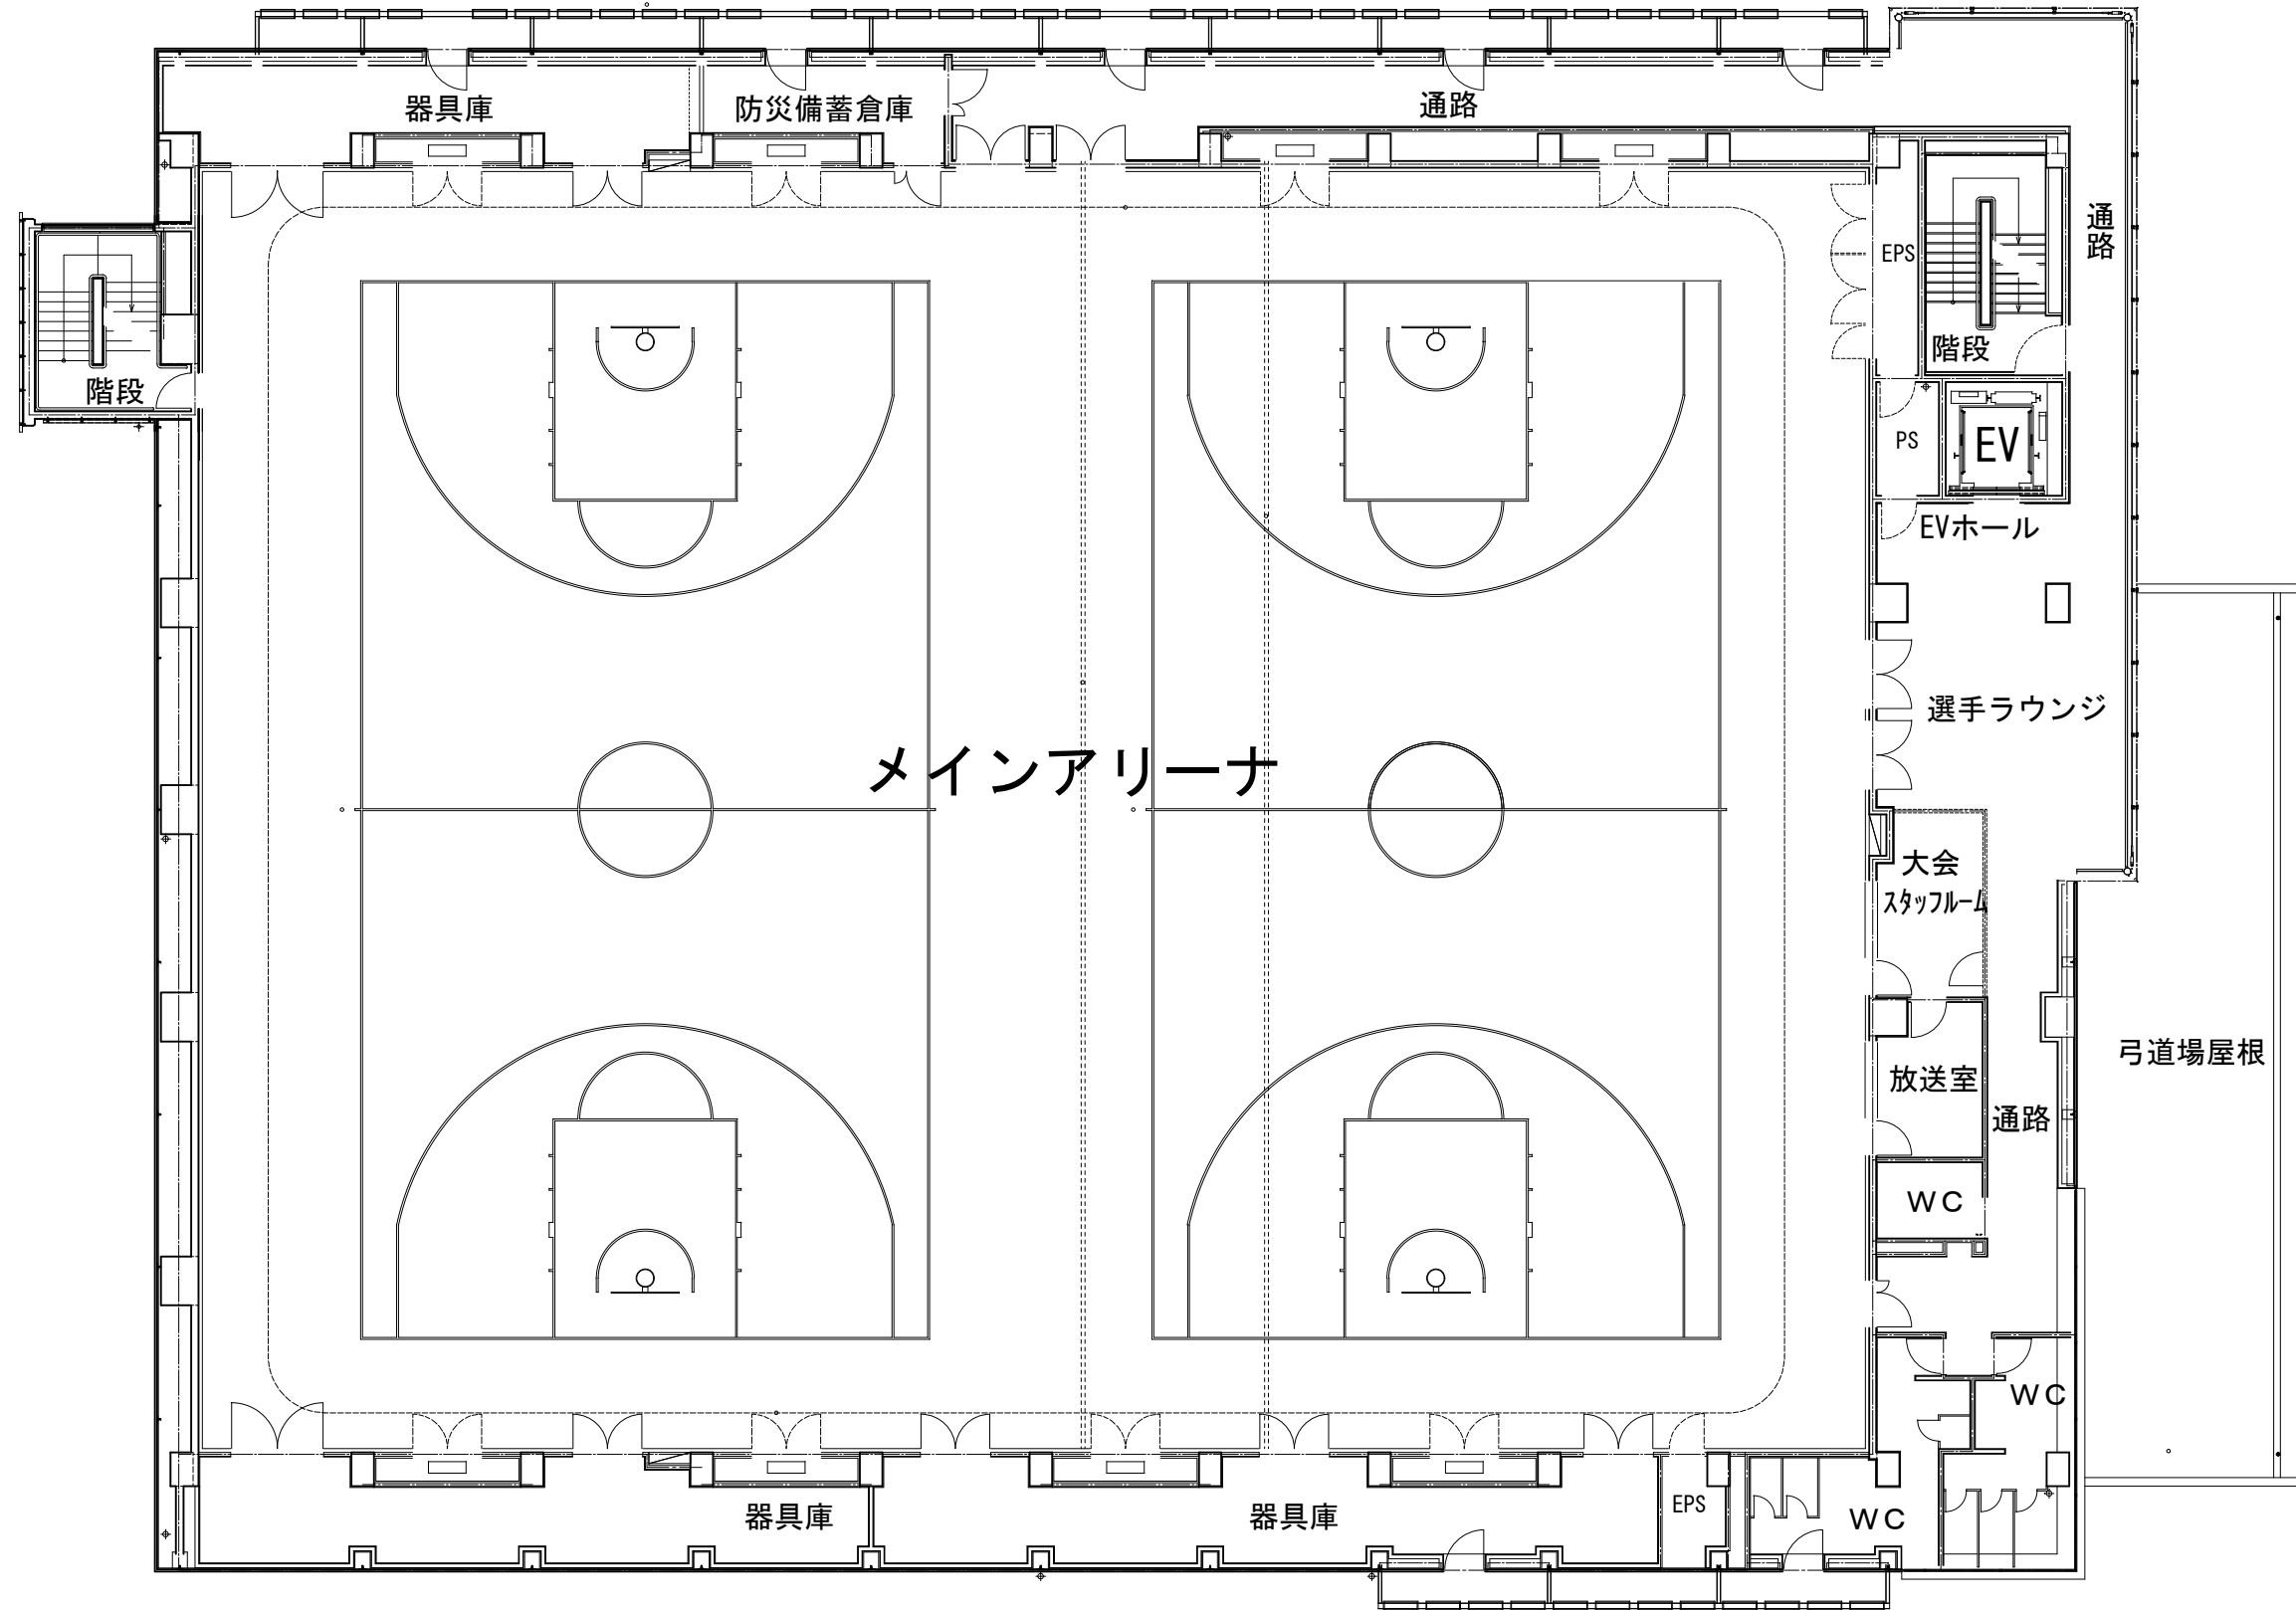 器具庫
防災備蓄倉庫
通路
通路
EPS
階段
階段
PS
EV
EVホール
選手ラウンジ
メインアリーナ
大会
ｽﾀｯﾌﾙｰﾑ
弓道場屋根
放送室
通路
ＷＣ
ＷＣ
器具庫
器具庫
EPS
ＷＣ